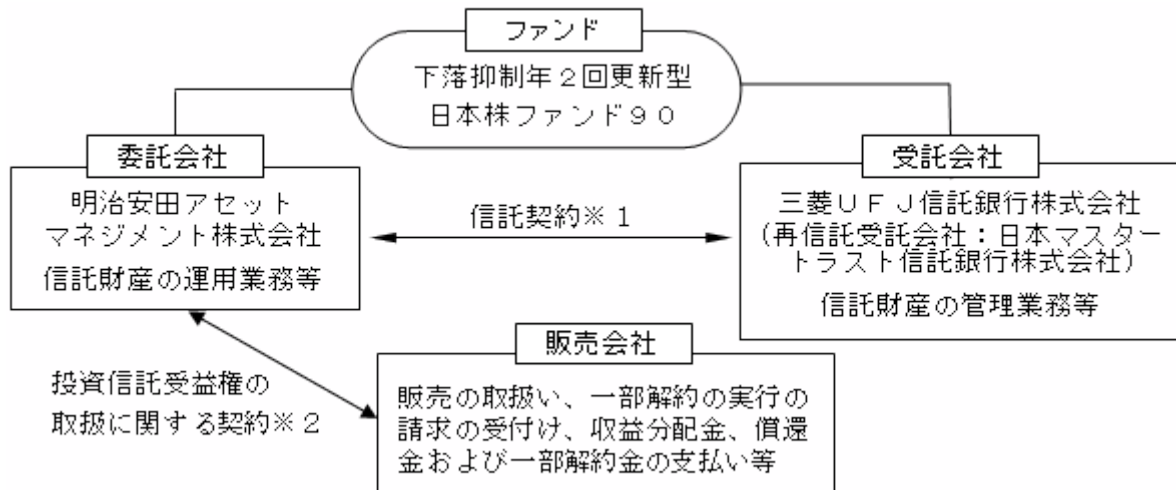 ファンド
下落抑制年２回更新型
日本株ファンド９０
委託会社
明治安田アセット
マネジメント株式会社
信託財産の運用業務等
信託契約※１
受託会社
三菱ＵＦＪ信託銀行株式会社
(再信託受託会社：日本マスター
トラスト信託銀行株式会社)
信託財産の管理業務等
投資信託受益権の
取扱に関する契約※２
販売会社
販売の取扱い、一部解約の実行の
請求の受付け、収益分配金、償還
金および一部解約金の支払い等